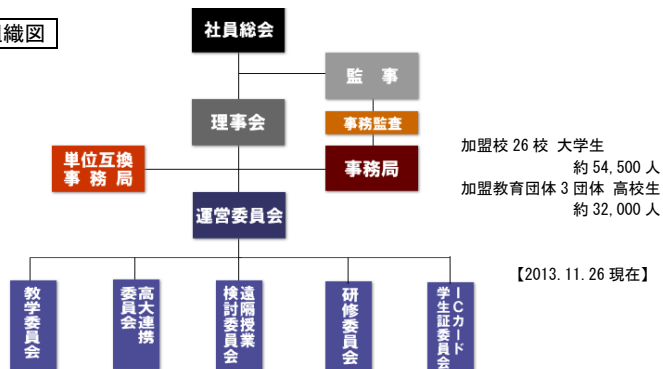 組織図
社員総会
監 事
理事会
事務監査
単位互換
事 務 局
事務局
運営委員会
加盟校 26 校 大学生
約 54,500 人
加盟教育団体 3 団体 高校生
約 32,000 人
【2013.11.26 現在】
教学委員会
高大連携
委員会
遠隔授業
検討委員会
研修委員会
ICカード
学生証委員会